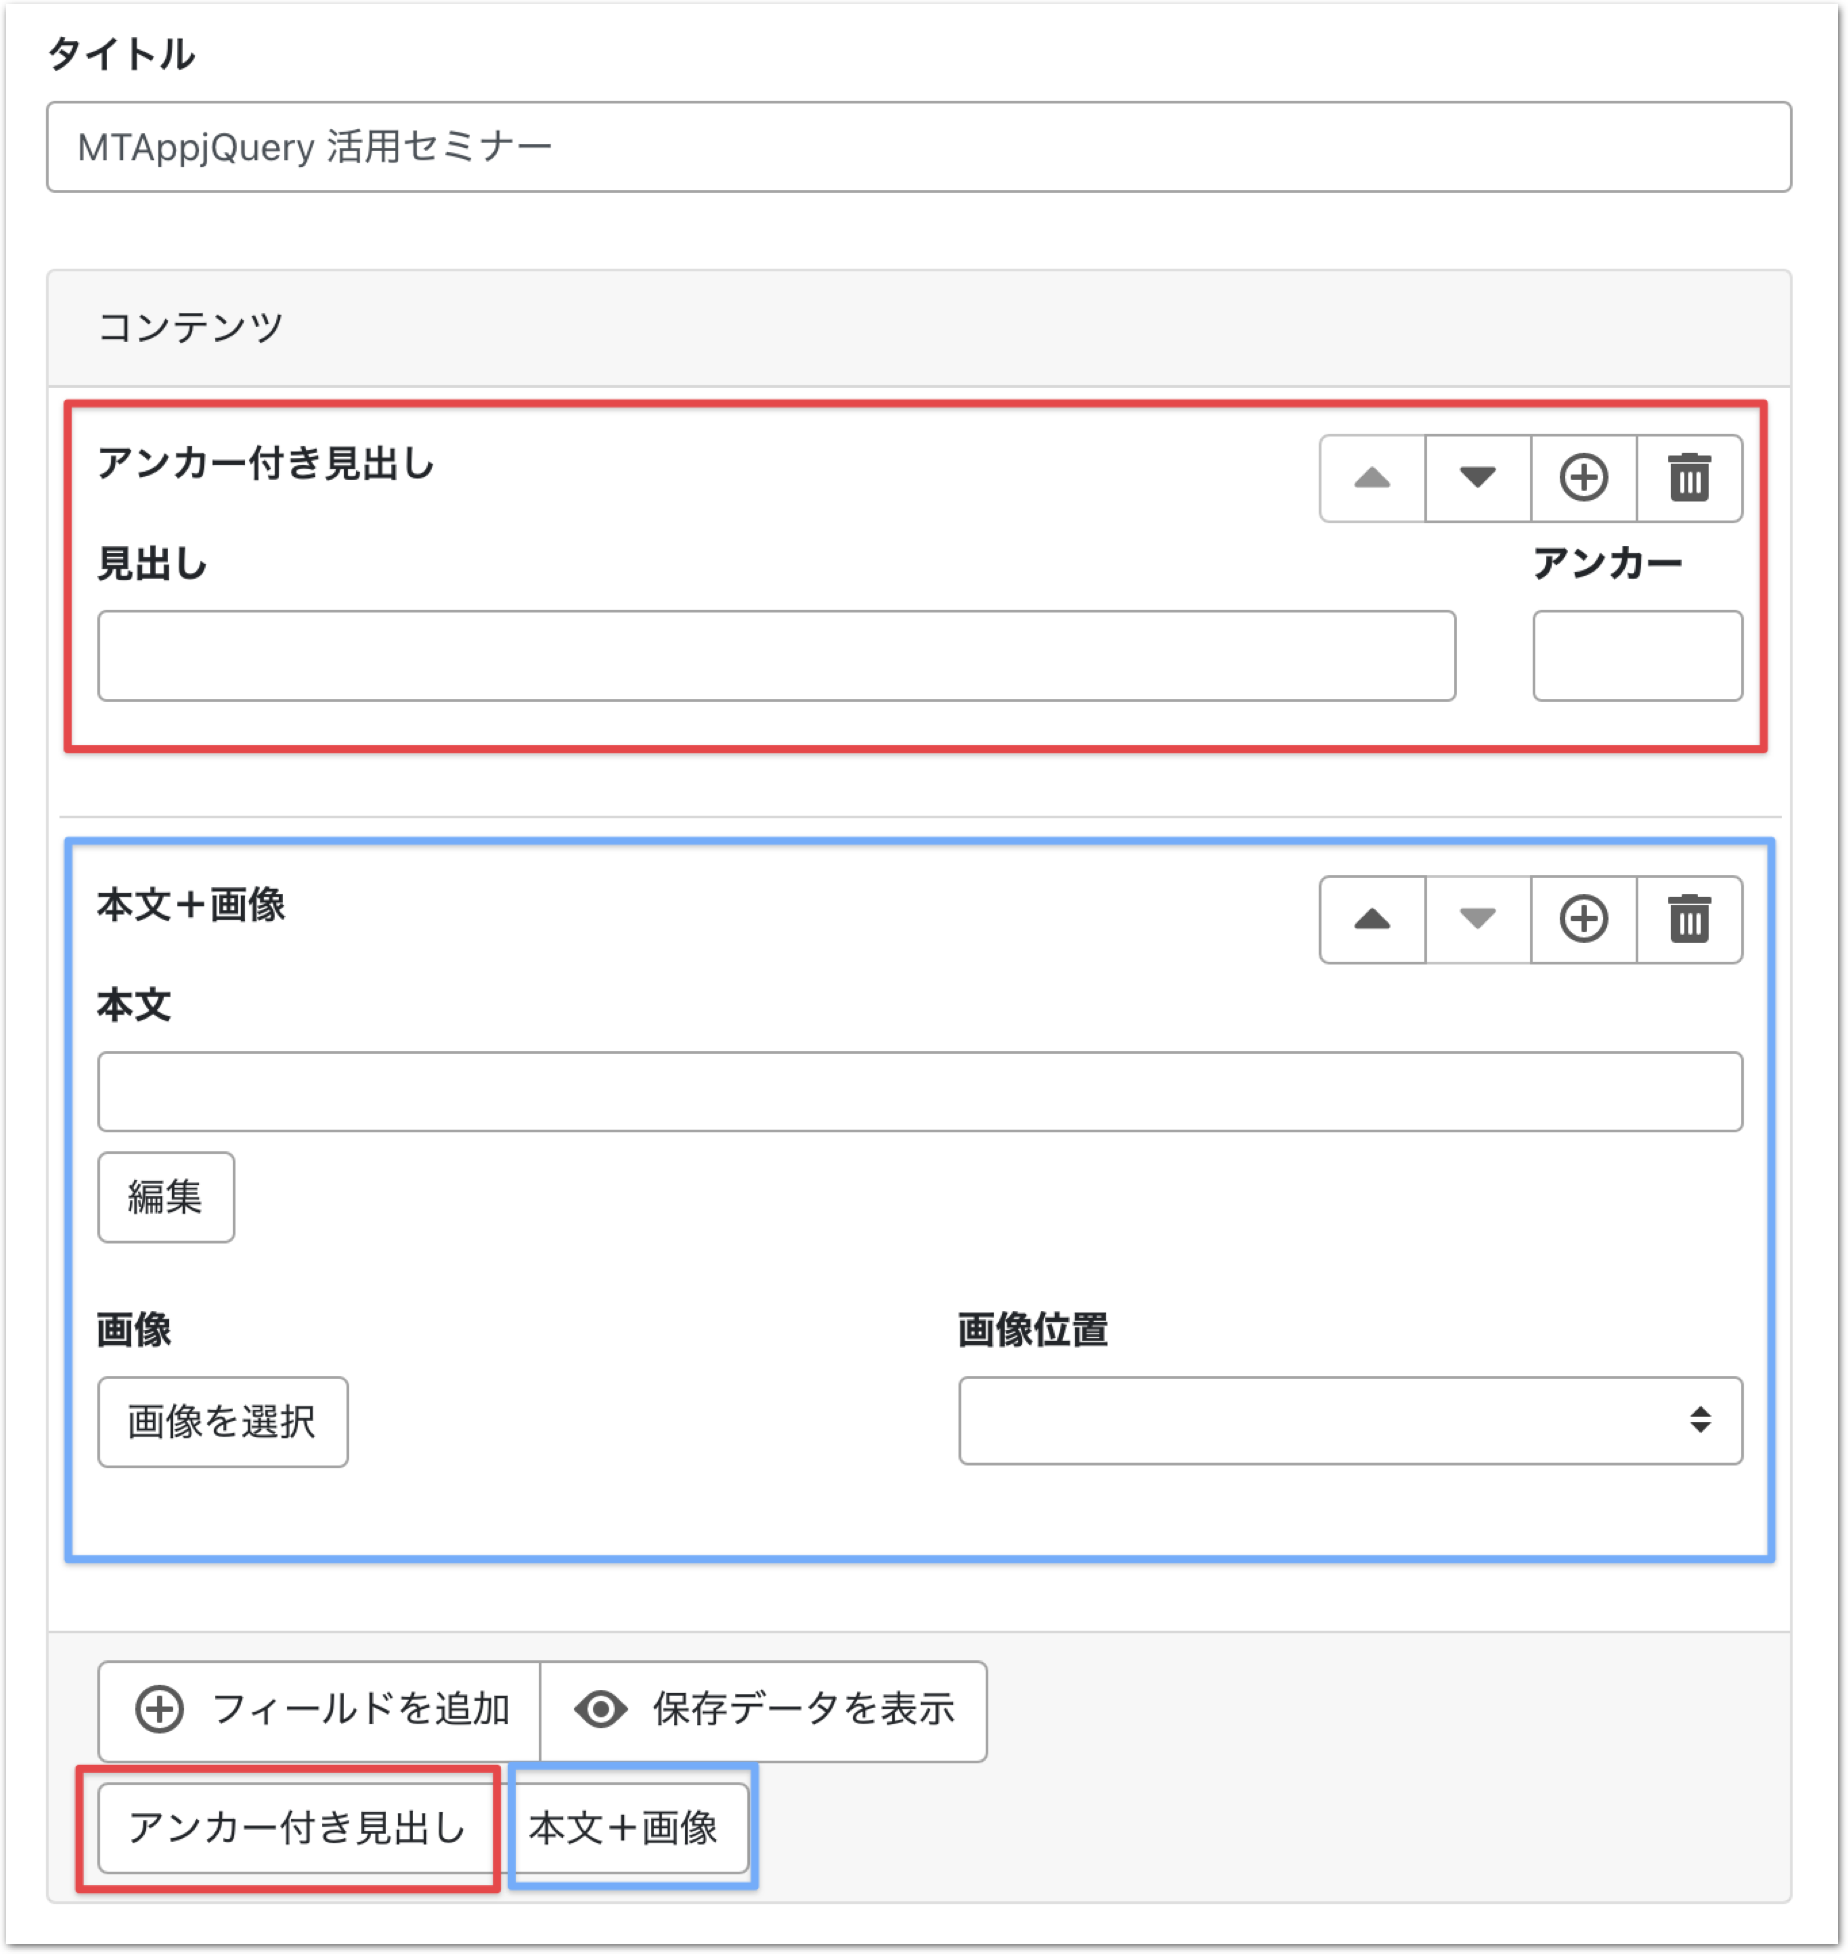 タイトル
MTAppjQuery 活用セミナー
コンテンツ
アンカー付き見出し
見出し アンカー
本文＋画像
本文
編集
画像 画像位置
画像を選択
フィールドを追加 保存データを表示
アンカー付き見出し 本文＋画像